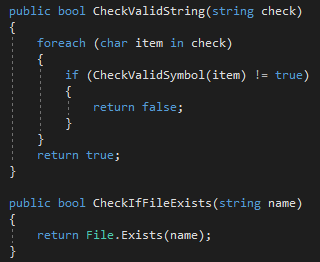 public bool CheckValidString(string check)
{
    foreach (char item in check)
    {
        if (CheckValidSymbol(item) != true)
        {
            return false;
        }
    }
    return true;
}

public bool CheckIfFileExists(string name)
{
    return File.Exists(name);
}